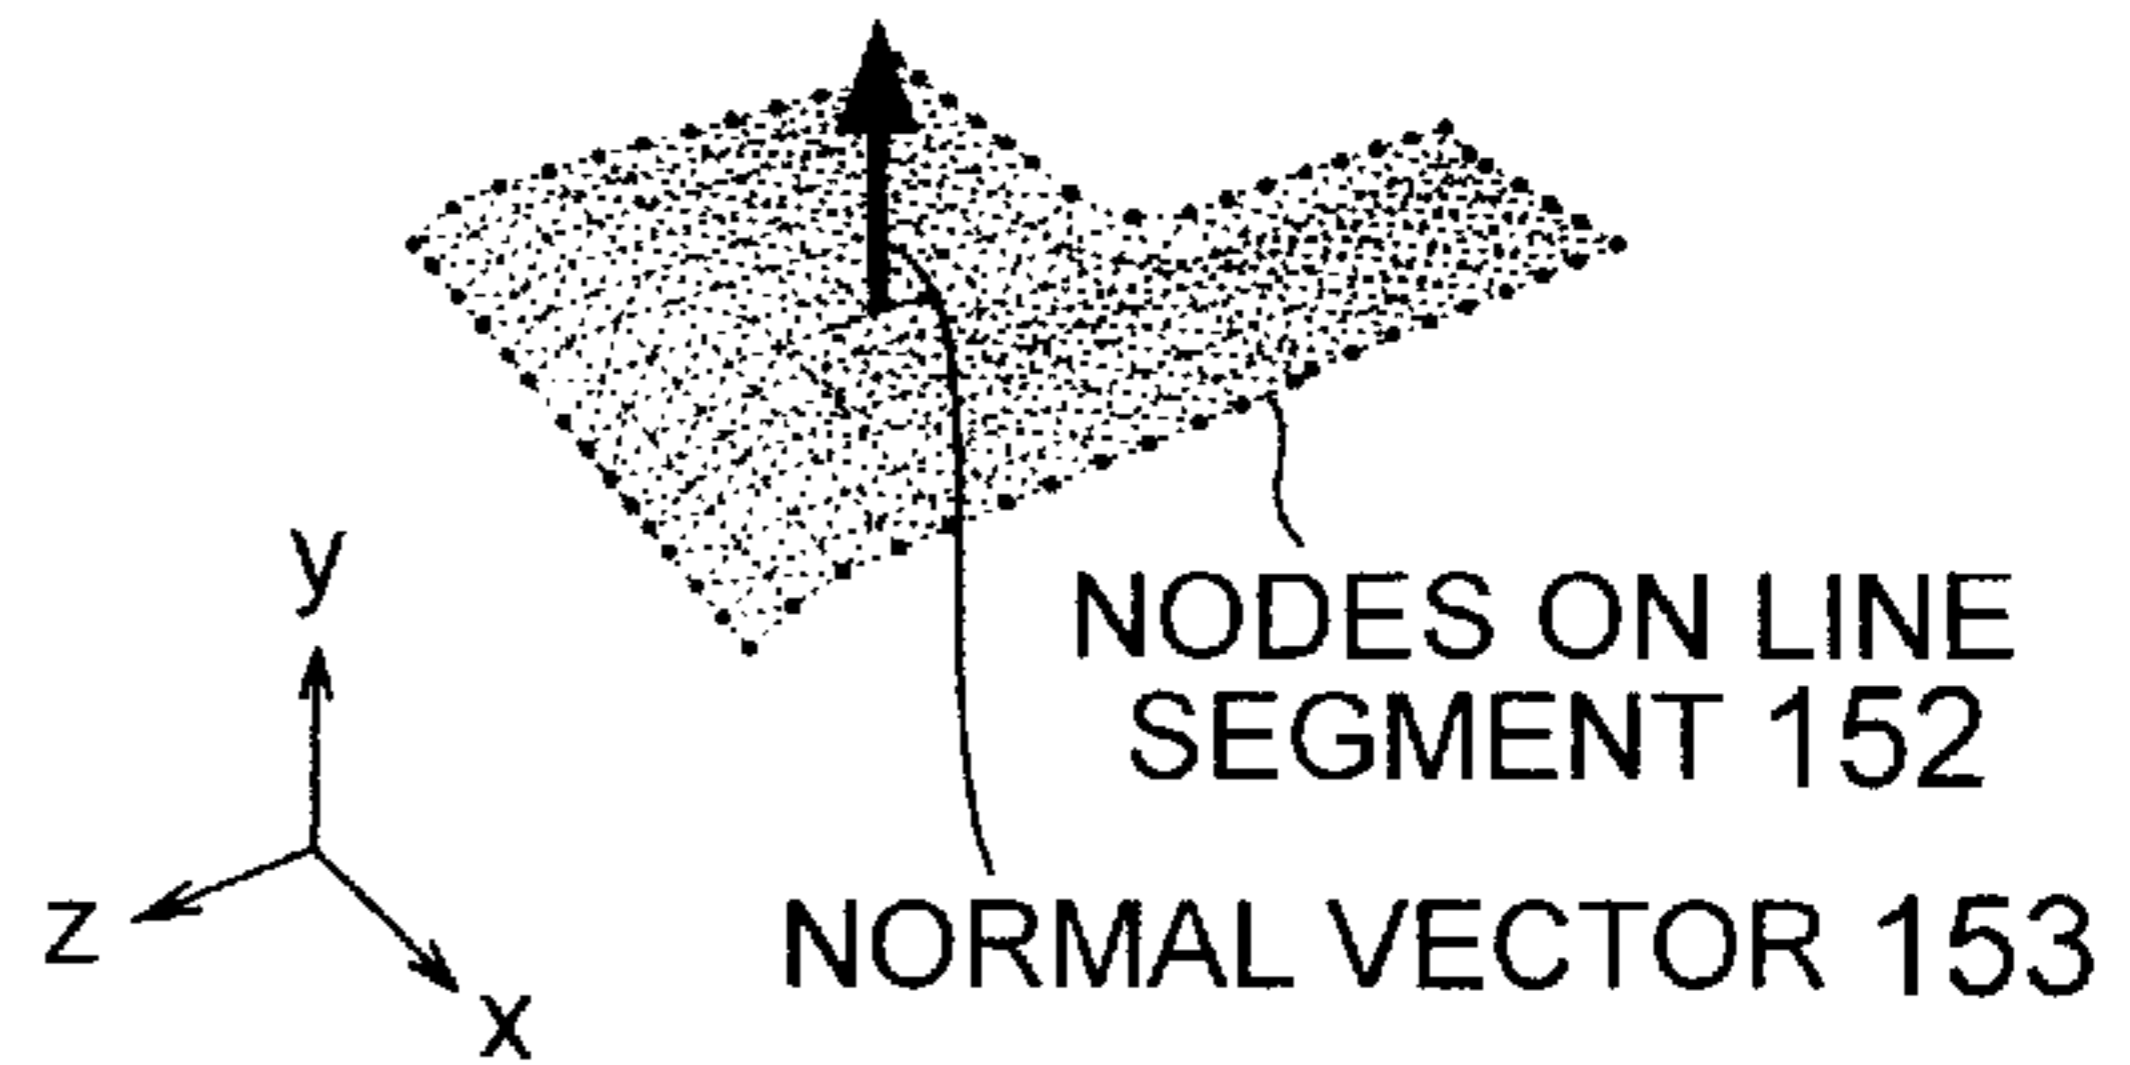 y
NODES ON LINE
SEGMENT 152
z
NORMAL VECTOR 153
x